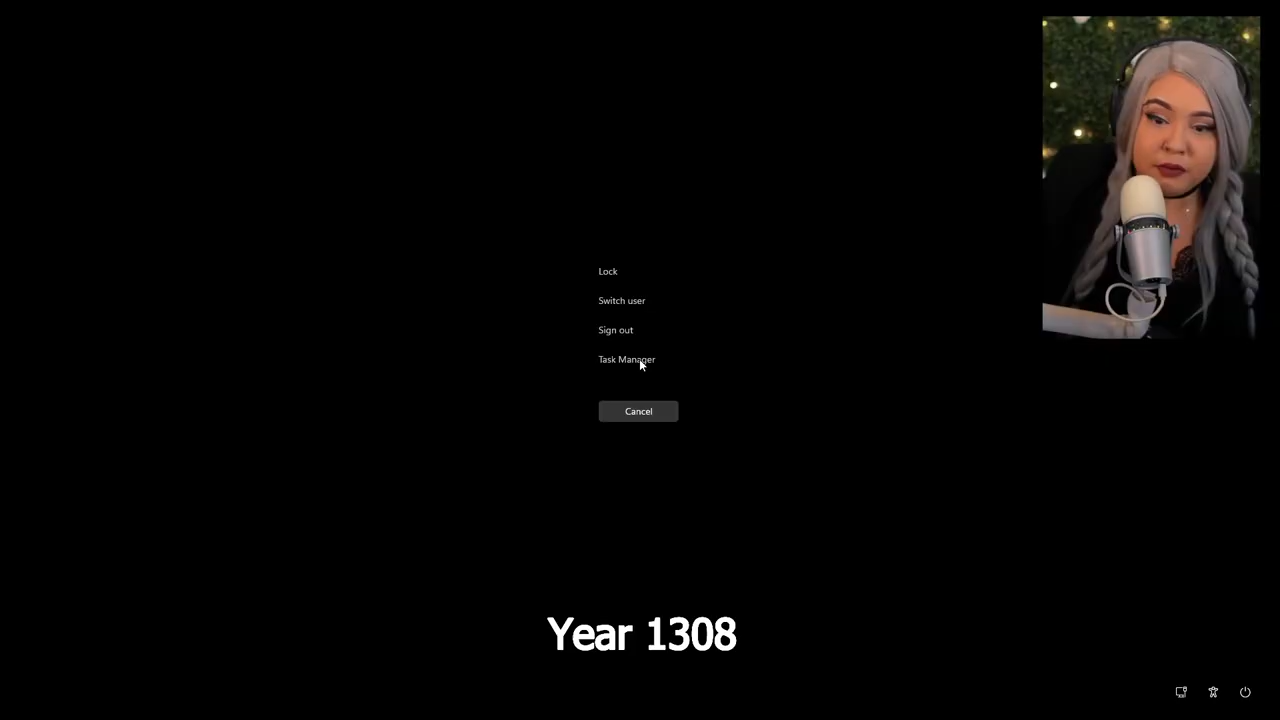 Lock
Switch user
Sign out
Task Manager
Cancel
Year 1308